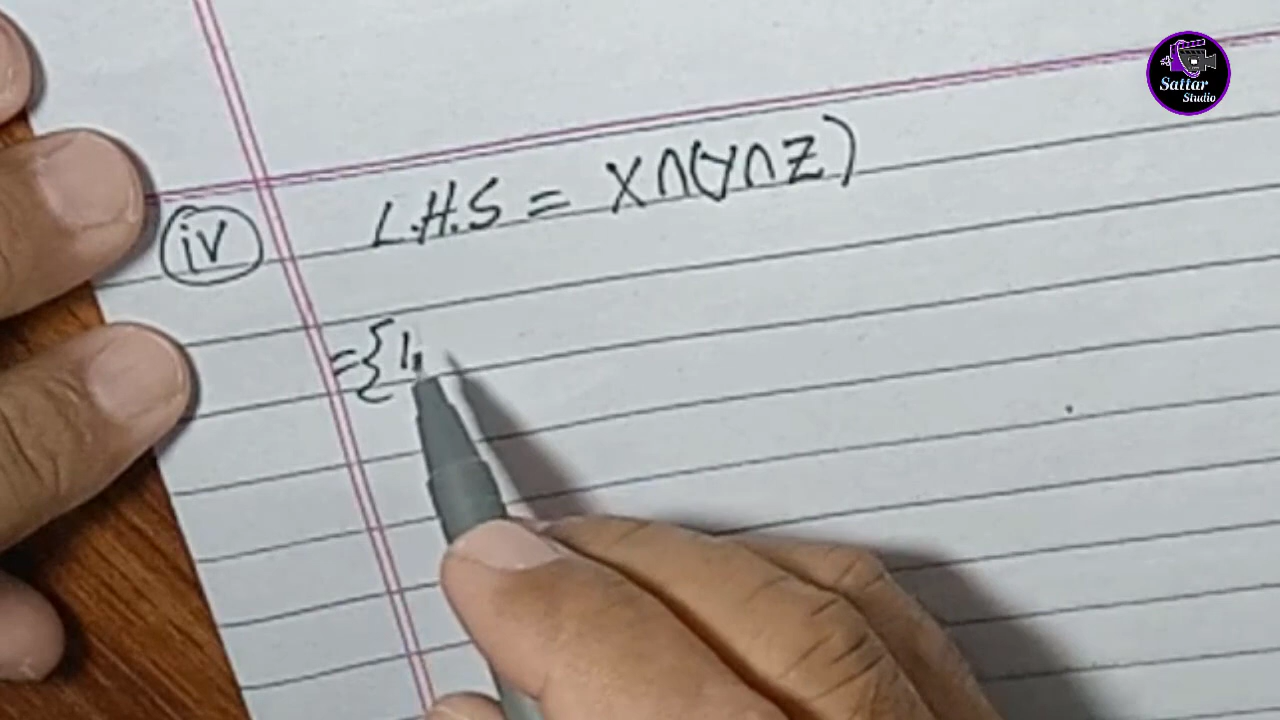 Sattar
Studio
iv L.H.S = X∩(Y∩Z)
={1,